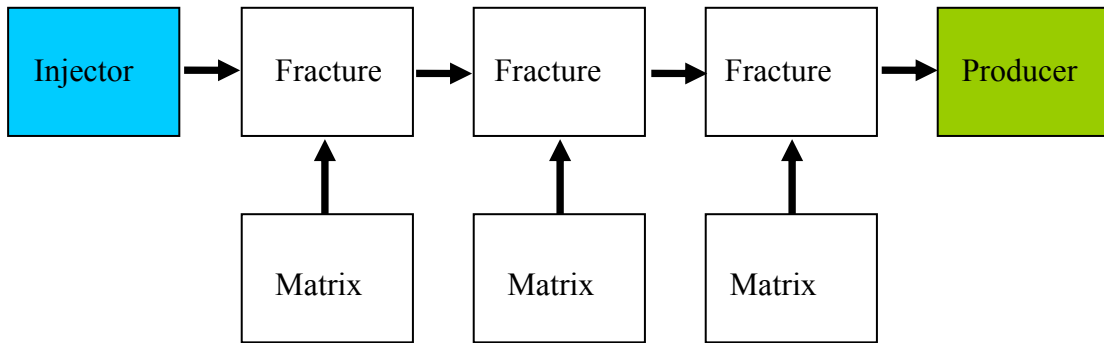 Injector
Fracture
Fracture
Fracture
Producer
Matrix
Matrix
Matrix